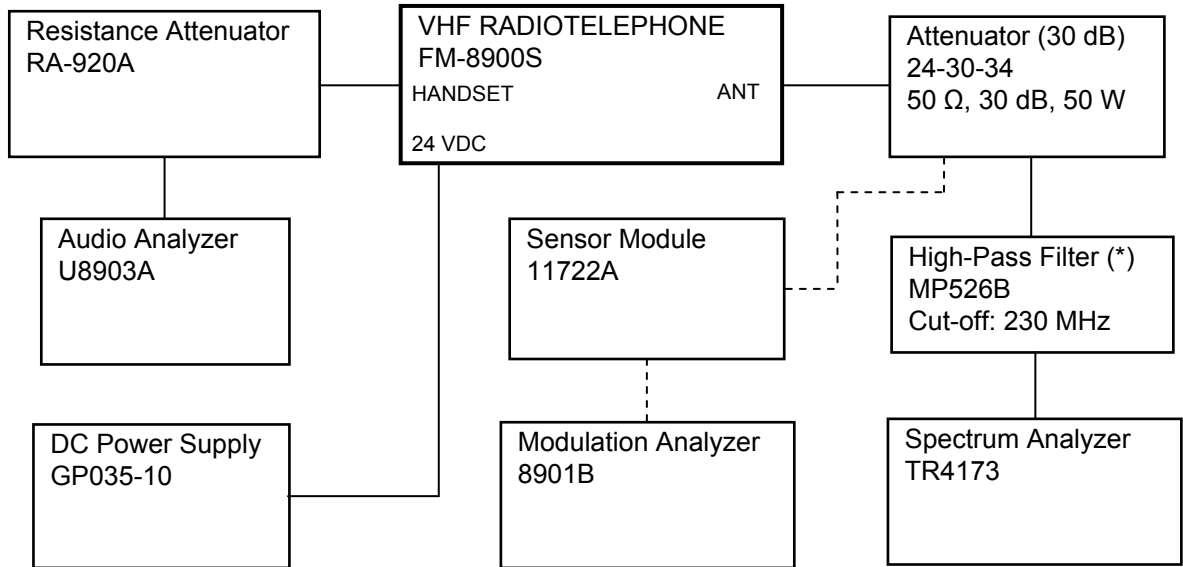 Resistance Attenuator
RA-920A
VHF RADIOTELEPHONE
FM-8900S
HANDSET
ANT
24 VDC
Attenuator (30 dB)
24-30-34
50 Ω, 30 dB, 50 W
Audio Analyzer
U8903A
Sensor Module
11722A
High-Pass Filter (*)
MP526B
Cut-off: 230 MHz
DC Power Supply
GP035-10
Modulation Analyzer
8901B
Spectrum Analyzer
TR4173